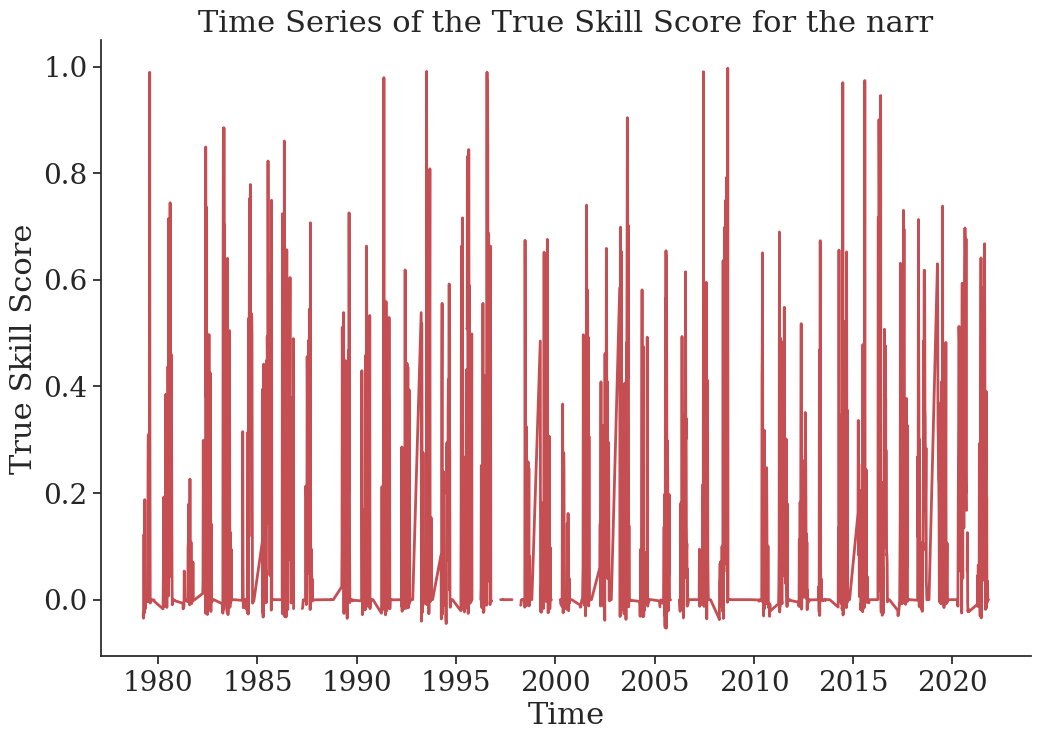 Time Series of the True Skill Score for the narr
True Skill Score
1.0
0.8
0.6
0.4
0.2
0.0
1980 1985 1990 1995 2000 2005 2010 2015 2020
Time